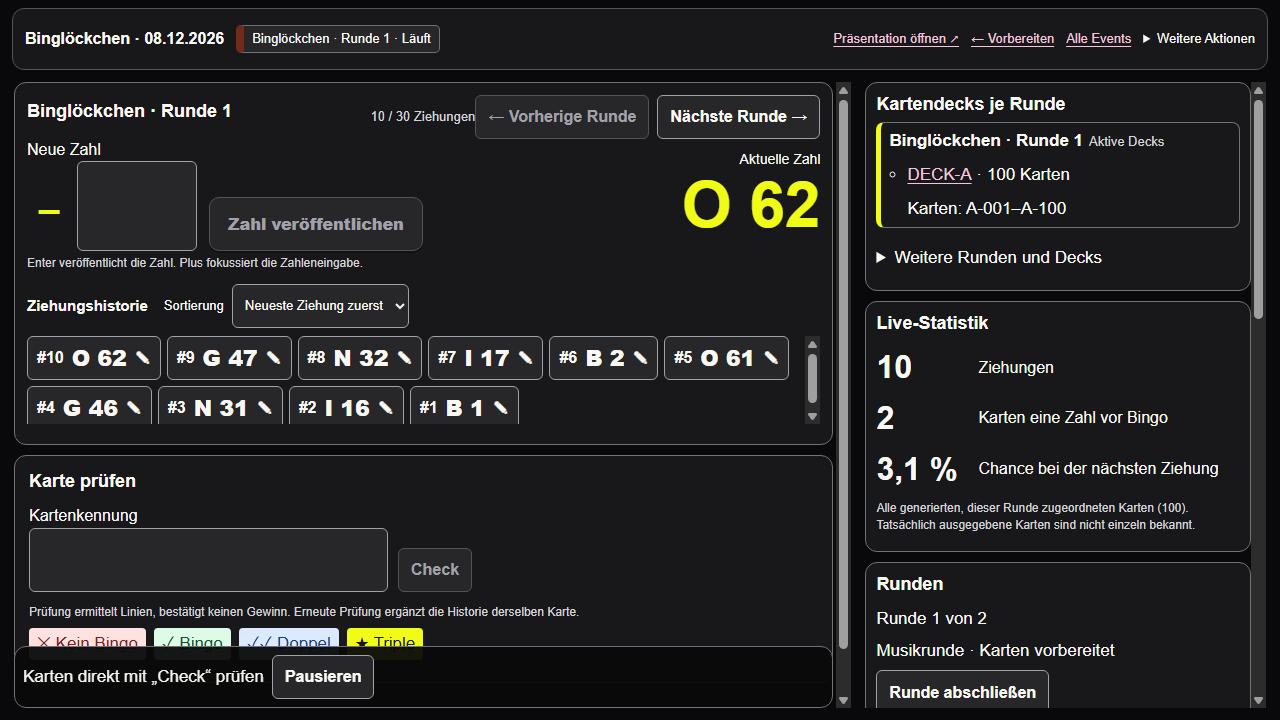 Binglöckchen · 08.12.2026
Binglöckchen · Runde 1 · Läuft
Präsentation öffnen ↗
← Vorbereiten
Alle Events
▶ Weitere Aktionen
Binglöckchen · Runde 1
10 / 30 Ziehungen
← Vorherige Runde
Nächste Runde →
Neue Zahl
–
Zahl veröffentlichen
Aktuelle Zahl
O 62
Enter veröffentlicht die Zahl. Plus fokussiert die Zahleneingabe.
Ziehungshistorie
Sortierung
Neueste Ziehung zuerst
#10 O 62 ✎
#9 G 47 ✎
#8 N 32 ✎
#7 I 17 ✎
#6 B 2 ✎
#5 O 61 ✎
#4 G 46 ✎
#3 N 31 ✎
#2 I 16 ✎
#1 B 1 ✎
Karte prüfen
Kartenkennung
Check
Prüfung ermittelt Linien, bestätigt keinen Gewinn. Erneute Prüfung ergänzt die Historie derselben Karte.
✕ Kein Bingo
✓ Bingo
✓✓ Doppel
★ Triple
Karten direkt mit „Check“ prüfen
Pausieren
Kartendecks je Runde
Binglöckchen · Runde 1 Aktive Decks
DECK-A · 100 Karten
Karten: A-001–A-100
▶ Weitere Runden und Decks
Live-Statistik
10 Ziehungen
2 Karten eine Zahl vor Bingo
3,1 % Chance bei der nächsten Ziehung
Alle generierten, dieser Runde zugeordneten Karten (100).
Tatsächlich ausgegebene Karten sind nicht einzeln bekannt.
Runden
Runde 1 von 2
Musikrunde · Karten vorbereitet
Runde abschließen